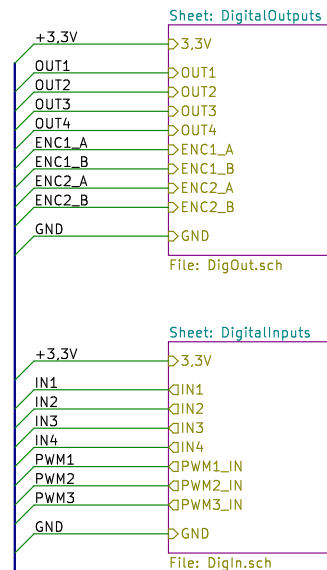 Sheet: DigitalOutputs
+3,3V 3,3V
OUT1 OUT1
OUT2 OUT2
OUT3 OUT3
OUT4 OUT4
ENC1_A ENC1_A
ENC1_B ENC1_B
ENC2_A ENC2_A
ENC2_B ENC2_B
GND GND
File: DigOut.sch
Sheet: DigitalInputs
+3,3V 3,3V
IN1 IN1
IN2 IN2
IN3 IN3
IN4 IN4
PWM1 PWM1_IN
PWM2 PWM2_IN
PWM3 PWM3_IN
GND GND
File: DigIn.sch